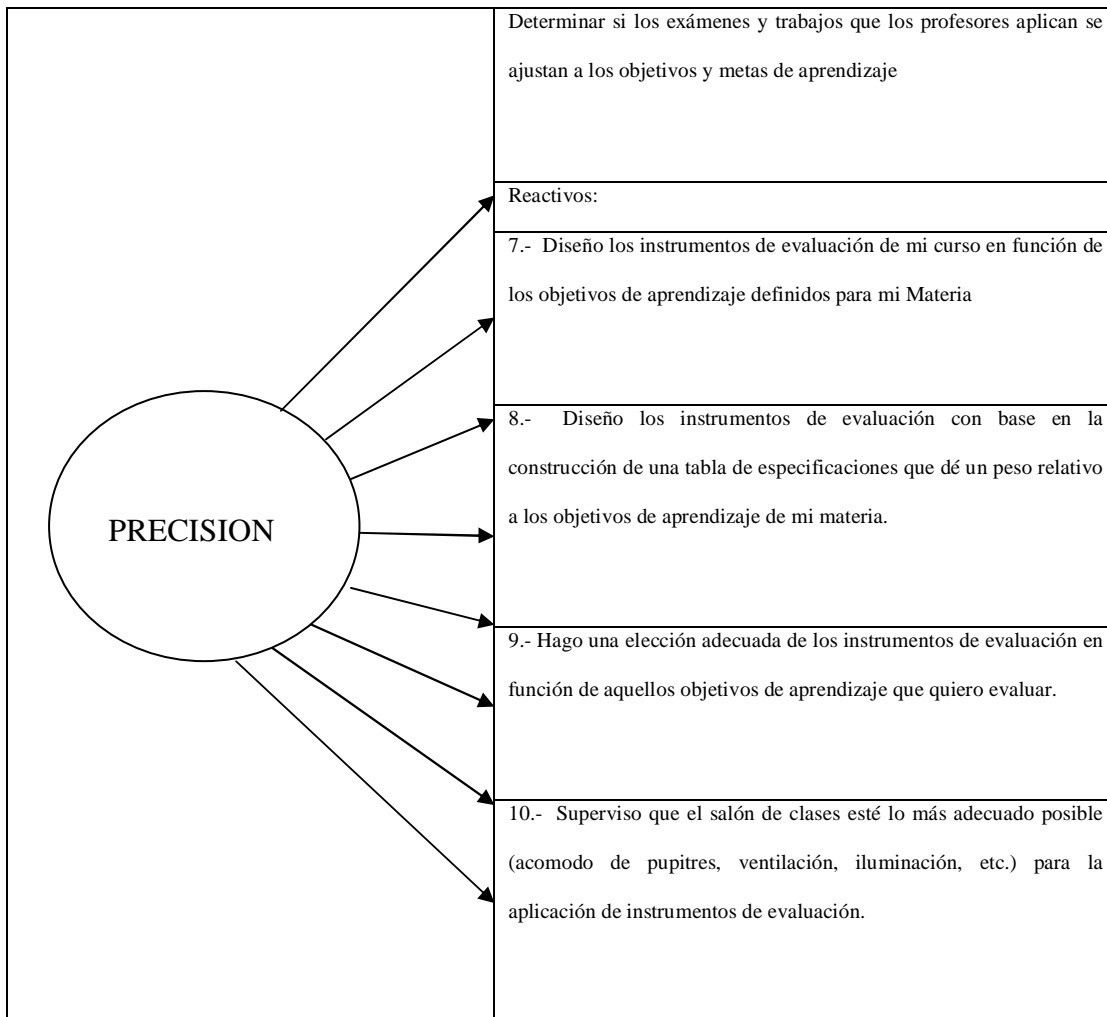 Determinar si los exámenes y trabajos que los profesores aplican se
ajustan a los objetivos y metas de aprendizaje
Reactivos:
7.- Diseño los instrumentos de evaluación de mi curso en función de
los objetivos de aprendizaje definidos para mi Materia
PRECISION
8.- Diseño los instrumentos de evaluación con base en la
construcción de una tabla de especificaciones que dé un peso relativo
a los objetivos de aprendizaje de mi materia.
9.- Hago una elección adecuada de los instrumentos de evaluación en
función de aquellos objetivos de aprendizaje que quiero evaluar.
10.- Superviso que el salón de clases esté lo más adecuado posible
(acomodo de pupitres, ventilación, iluminación, etc.) para la
aplicación de instrumentos de evaluación.